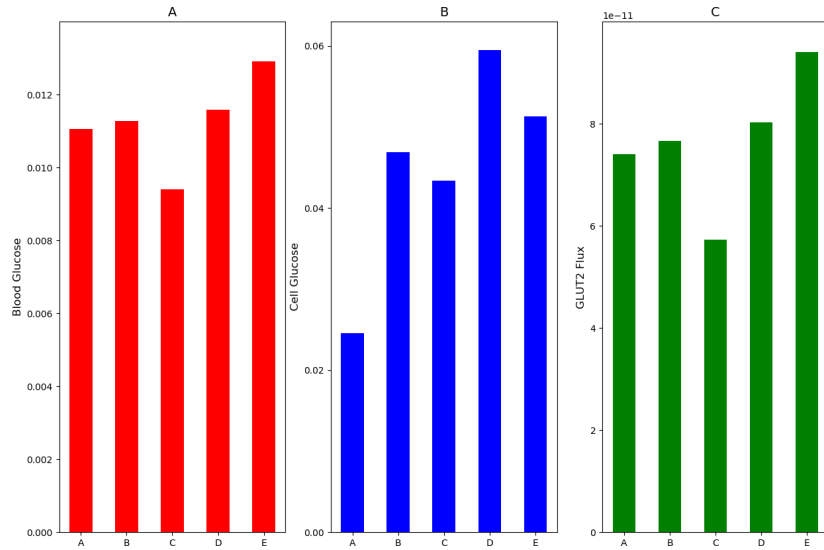 A
Blood Glucose
0.012
0.010
0.008
0.006
0.004
0.002
0.000
A B C D E
B
Cell Glucose
0.06
0.04
0.02
0.00
A B C D E
C
1e−11
GLUT2 Flux
8
6
4
2
0
A B C D E